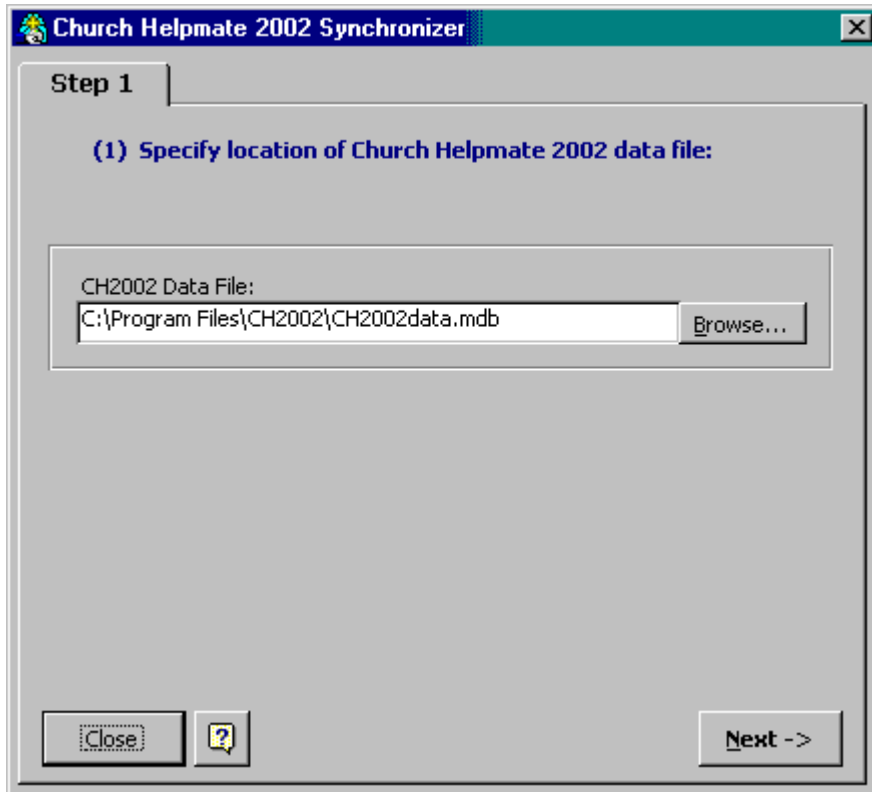 Church Helpmate 2002 Synchronizer
Step 1
(1) Specify location of Church Helpmate 2002 data file:
CH2002 Data File:
C:\Program Files\CH2002\CH2002data.mdb
Browse...
Close
?
Next ->